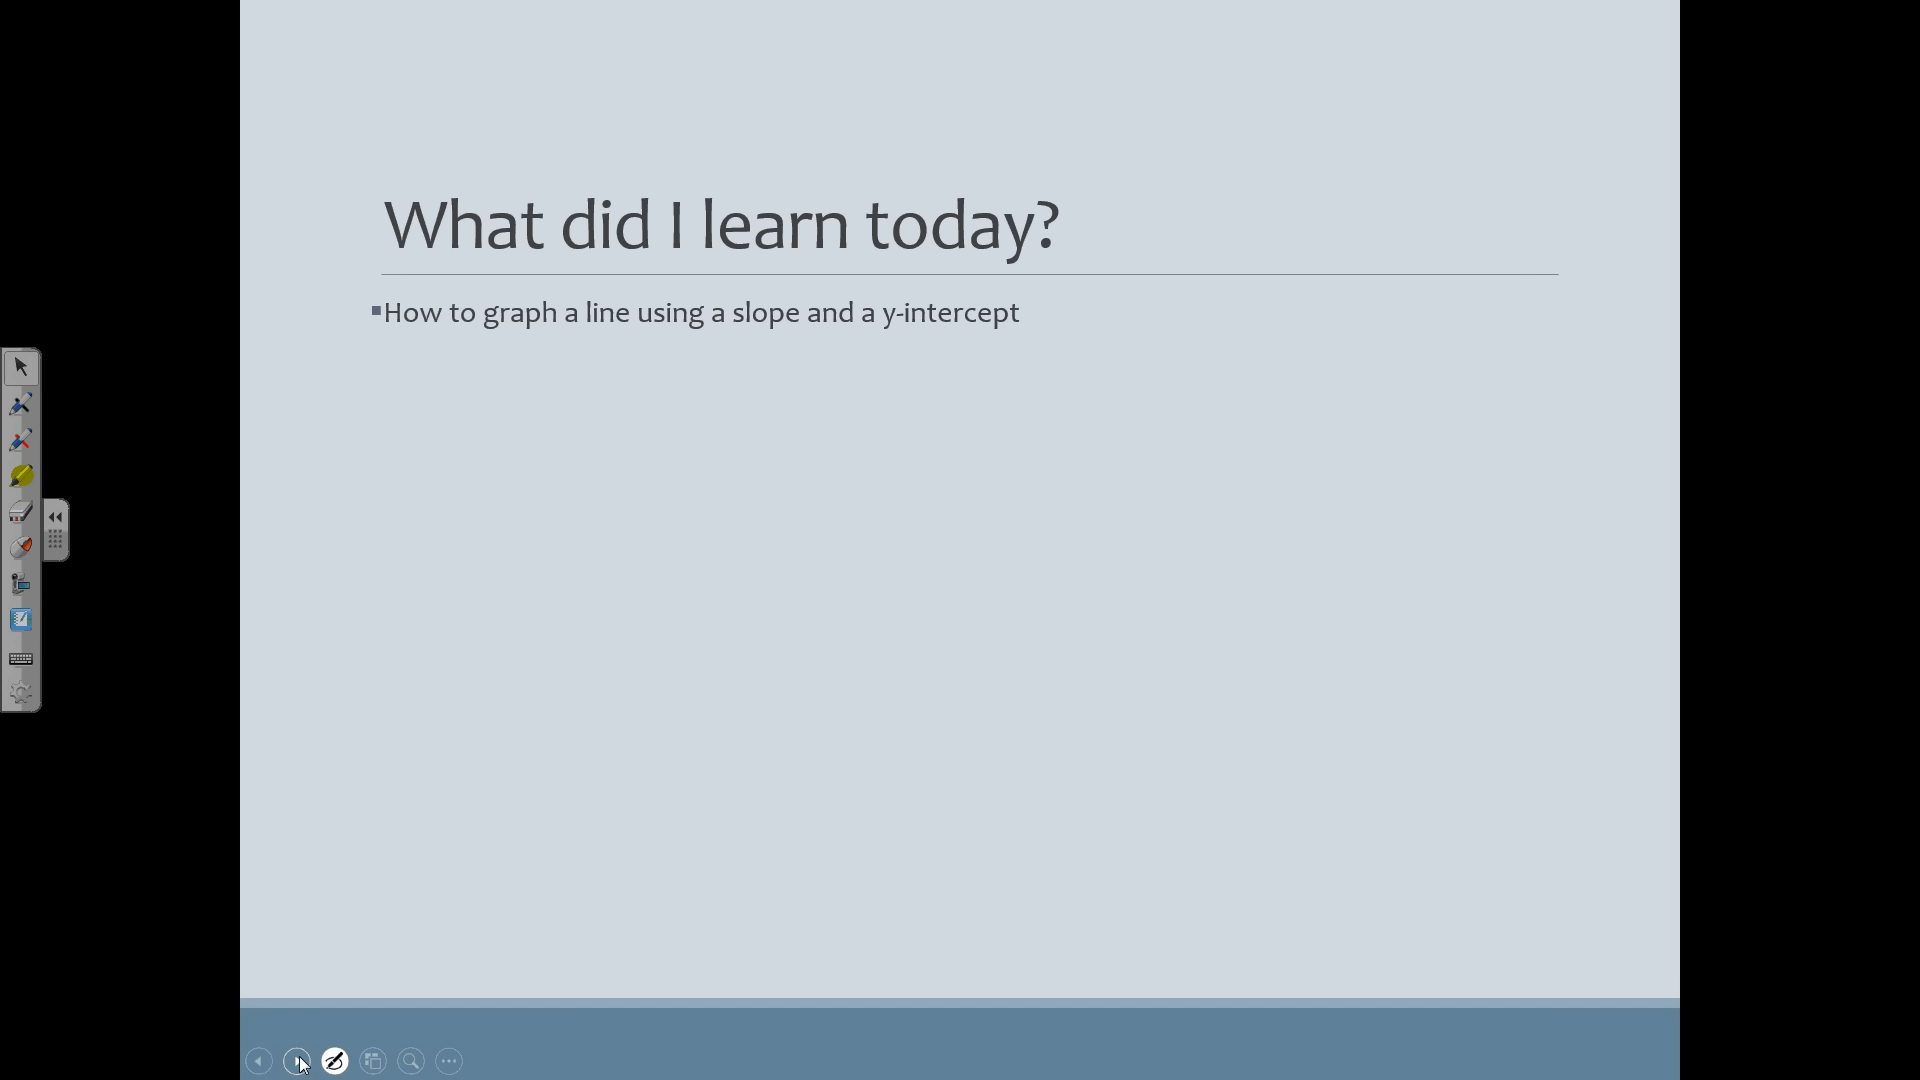 What did I learn today?
How to graph a line using a slope and a y-intercept